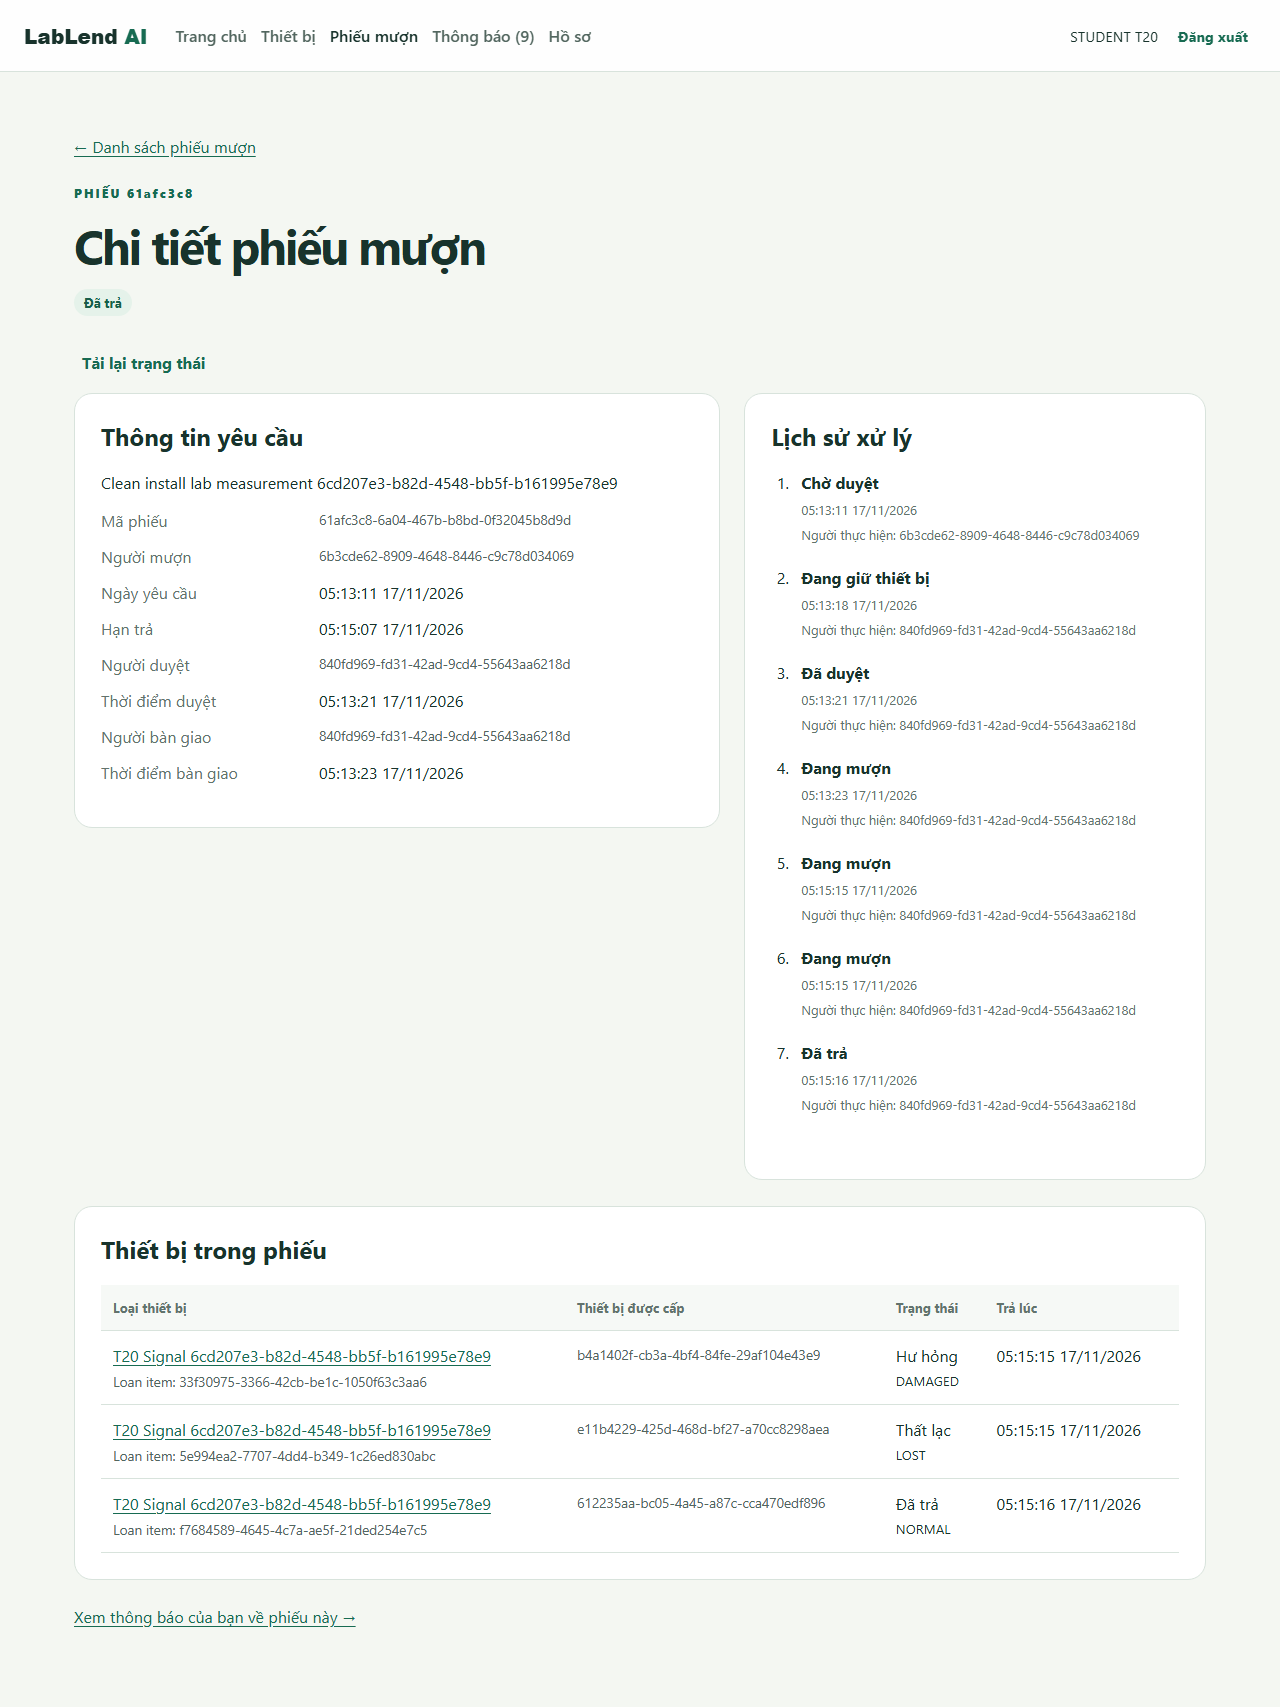 LabLend AI Trang chủ Thiết bị Phiếu mượn Thông báo (9) Hồ sơ STUDENT T20 Đăng xuất
← Danh sách phiếu mượn
PHIẾU 61afc3c8
Chi tiết phiếu mượn
Đã trả
Tải lại trạng thái
Thông tin yêu cầu
Clean install lab measurement 6cd207e3-b82d-4548-bb5f-b161995e78e9
Mã phiếu 61afc3c8-6a04-467b-b8bd-0f32045b8d9d
Người mượn 6b3cde62-8909-4648-8446-c9c78d034069
Ngày yêu cầu 05:13:11 17/11/2026
Hạn trả 05:15:07 17/11/2026
Người duyệt 840fd969-fd31-42ad-9cd4-55643aa6218d
Thời điểm duyệt 05:13:21 17/11/2026
Người bàn giao 840fd969-fd31-42ad-9cd4-55643aa6218d
Thời điểm bàn giao 05:13:23 17/11/2026
Lịch sử xử lý
1. Chờ duyệt
05:13:11 17/11/2026
Người thực hiện: 6b3cde62-8909-4648-8446-c9c78d034069
2. Đang giữ thiết bị
05:13:18 17/11/2026
Người thực hiện: 840fd969-fd31-42ad-9cd4-55643aa6218d
3. Đã duyệt
05:13:21 17/11/2026
Người thực hiện: 840fd969-fd31-42ad-9cd4-55643aa6218d
4. Đang mượn
05:13:23 17/11/2026
Người thực hiện: 840fd969-fd31-42ad-9cd4-55643aa6218d
5. Đang mượn
05:15:15 17/11/2026
Người thực hiện: 840fd969-fd31-42ad-9cd4-55643aa6218d
6. Đang mượn
05:15:15 17/11/2026
Người thực hiện: 840fd969-fd31-42ad-9cd4-55643aa6218d
7. Đã trả
05:15:16 17/11/2026
Người thực hiện: 840fd969-fd31-42ad-9cd4-55643aa6218d
Thiết bị trong phiếu
Loại thiết bị Thiết bị được cấp Trạng thái Trả lúc
T20 Signal 6cd207e3-b82d-4548-bb5f-b161995e78e9 b4a1402f-cb3a-4bf4-84fe-29af104e43e9 Hư hỏng 05:15:15 17/11/2026
Loan item: 33f30975-3366-42cb-be1c-1050f63c3aa6 DAMAGED
T20 Signal 6cd207e3-b82d-4548-bb5f-b161995e78e9 e11b4229-425d-468d-bf27-a70cc8298aea Thất lạc 05:15:15 17/11/2026
Loan item: 5e994ea2-7707-4dd4-b349-1c26ed830abc LOST
T20 Signal 6cd207e3-b82d-4548-bb5f-b161995e78e9 612235aa-bc05-4a45-a87c-cca470edf896 Đã trả 05:15:16 17/11/2026
Loan item: f7684589-4645-4c7a-ae5f-21ded254e7c5 NORMAL
Xem thông báo của bạn về phiếu này →